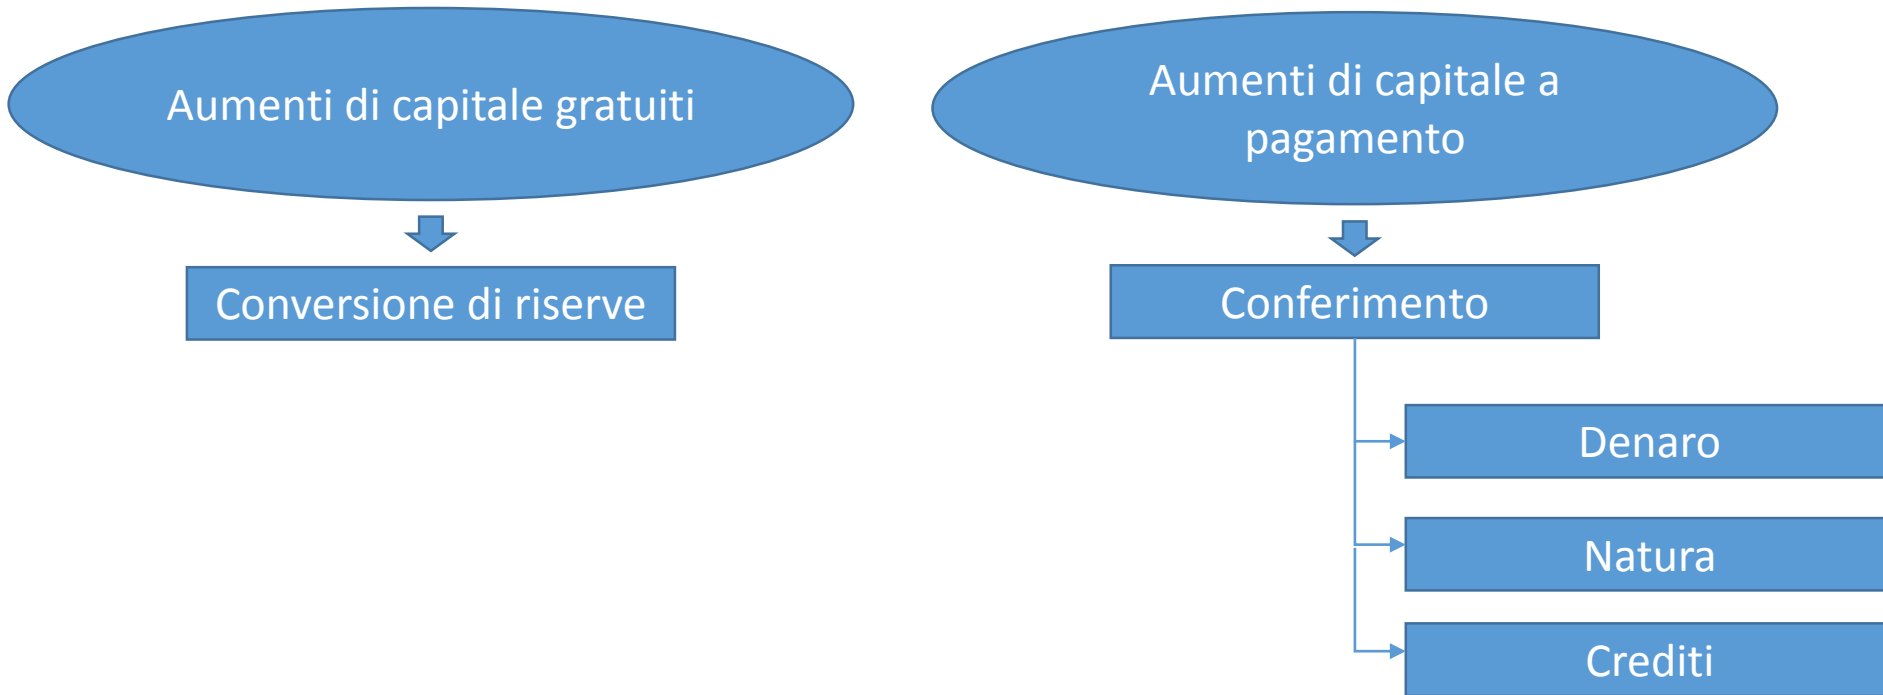 Aumenti di capitale gratuiti
Conversione di riserve
Aumenti di capitale a
pagamento
Conferimento
Denaro
Natura
Crediti